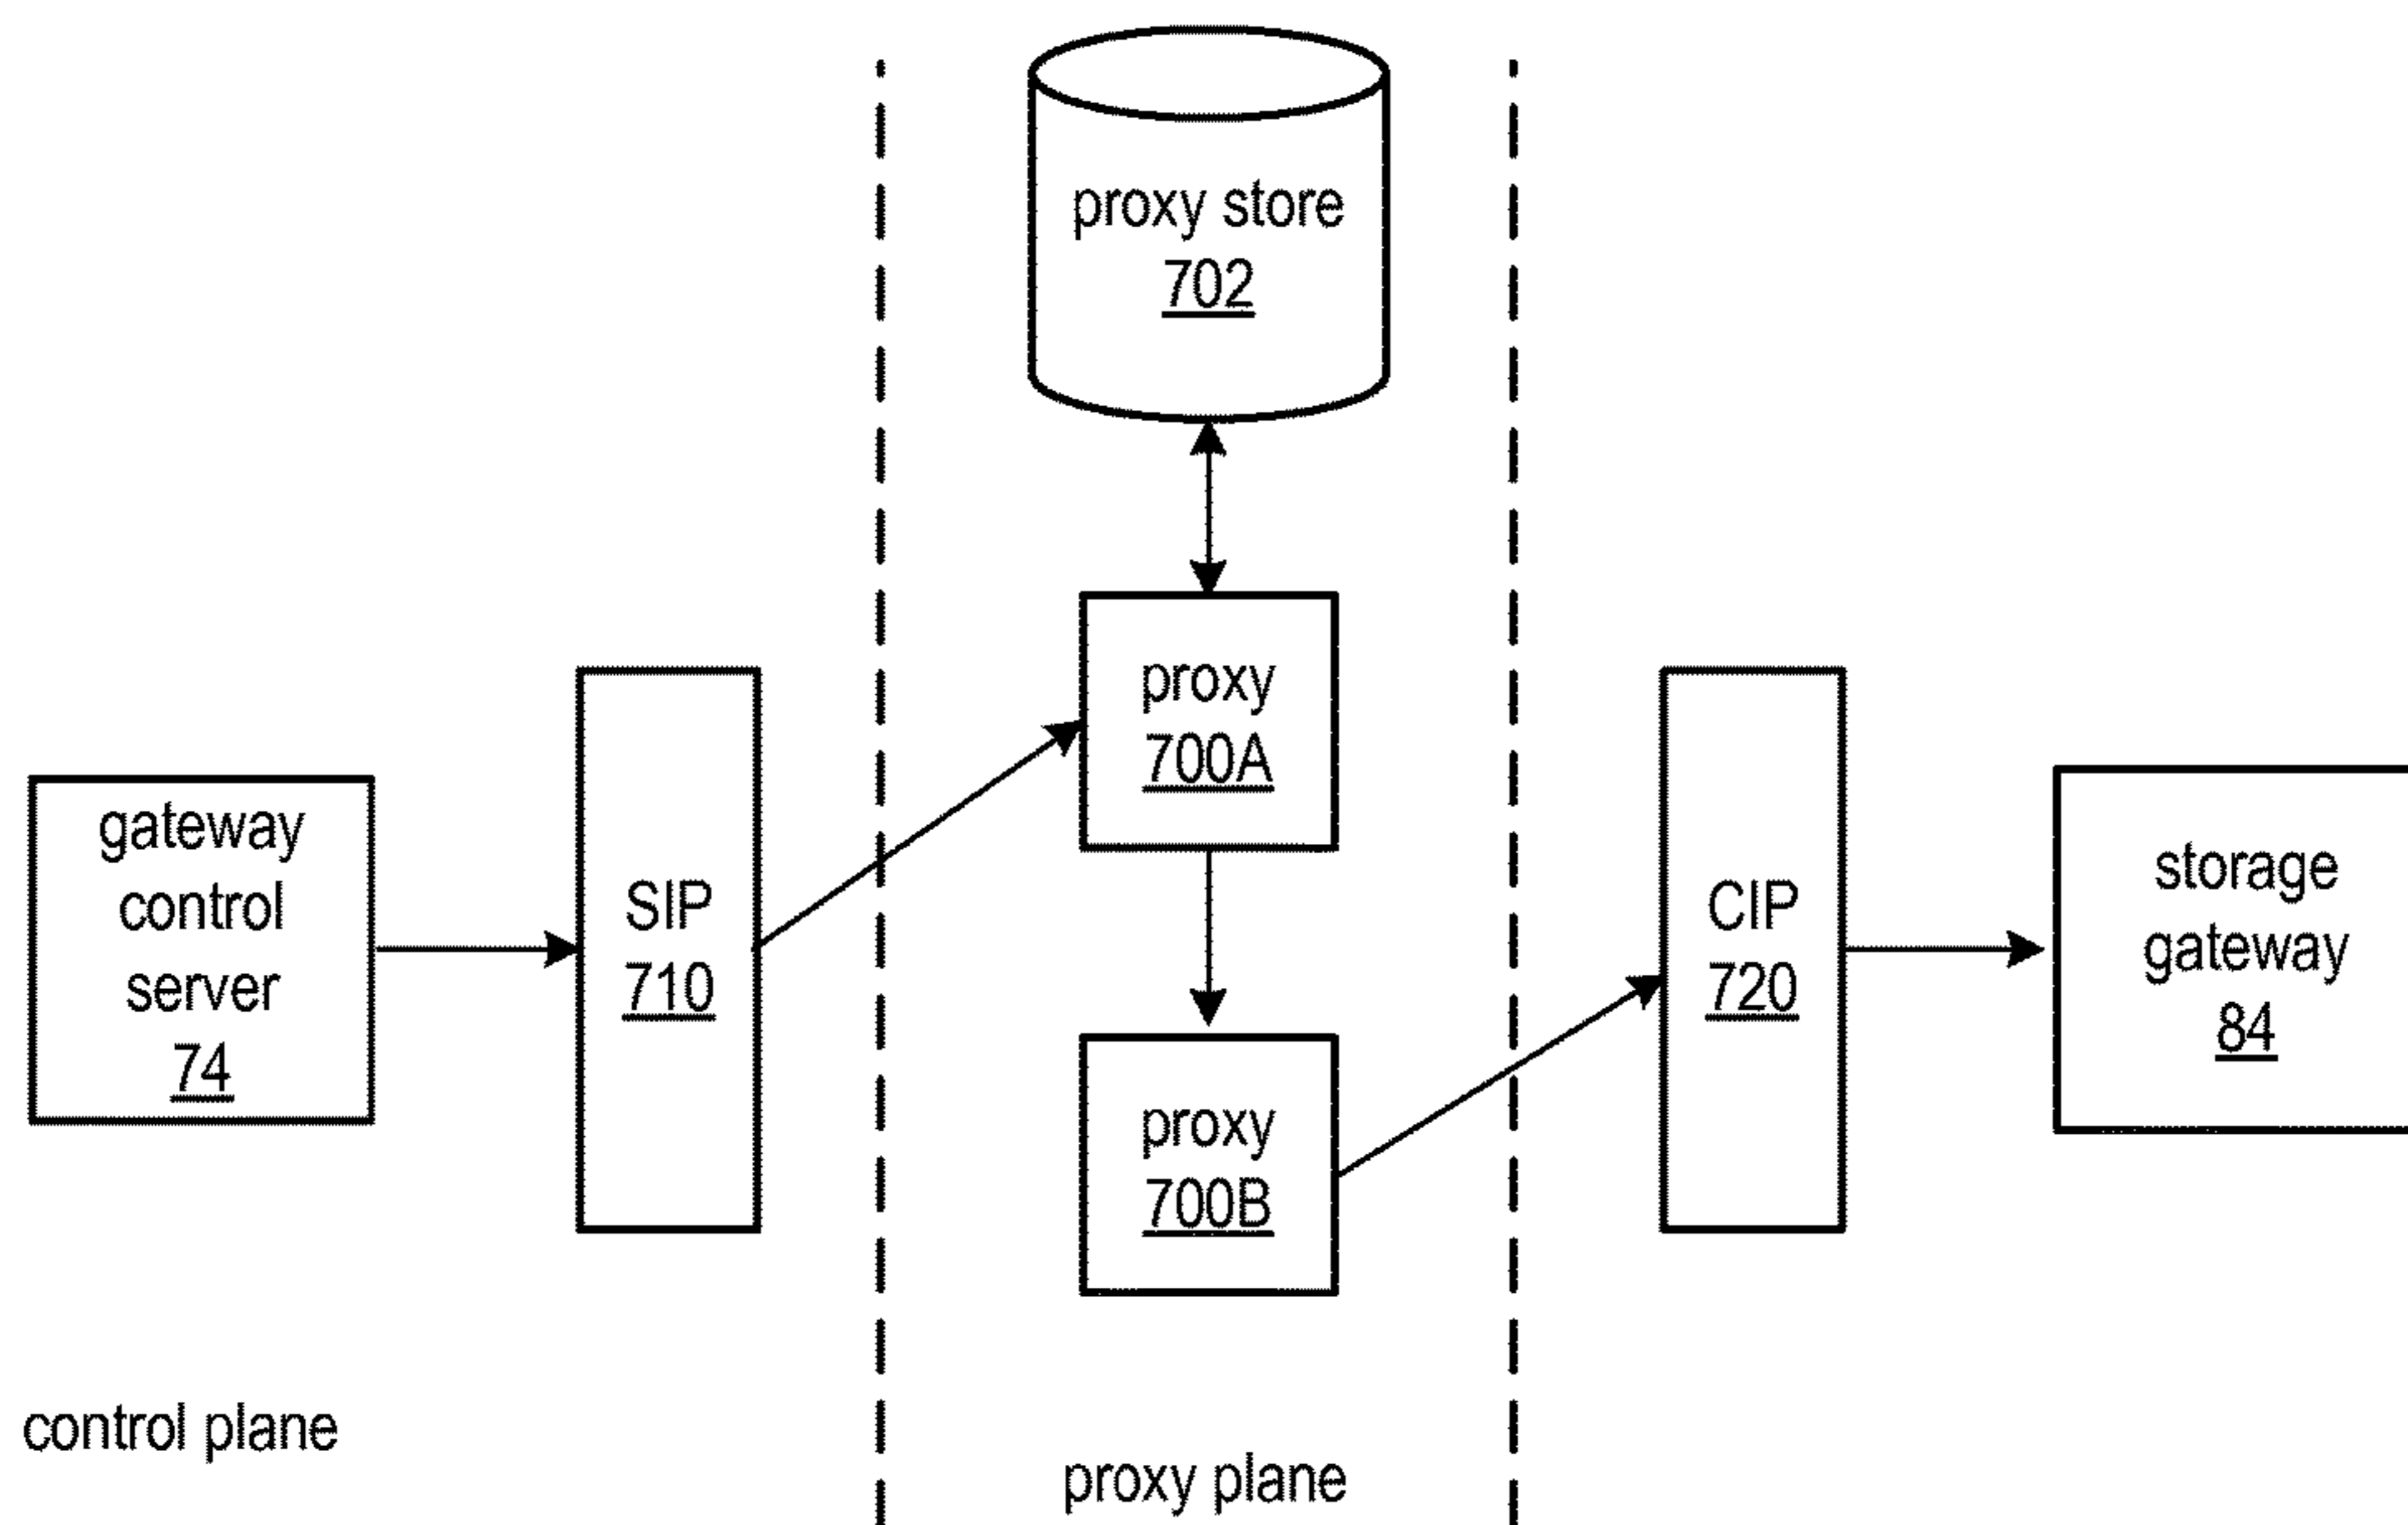 proxy store
702
proxy
700A
gateway
control
server
74
SIP
710
CIP
720
storage
gateway
84
proxy
700B
control plane
proxy plane